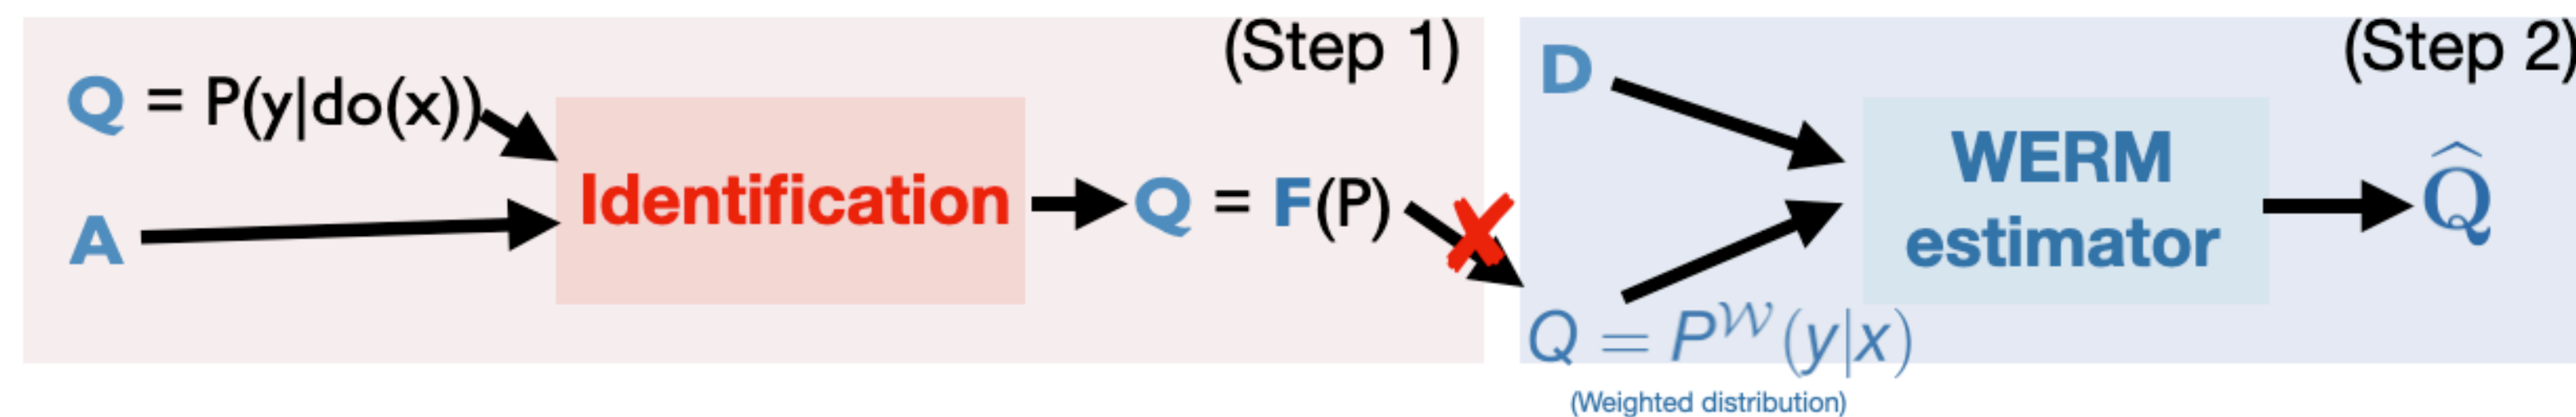 (Step 1)
Q = P(y|do(x))
A
Identification
Q = F(P)
(Step 2)
D
Q = P^𝒲(y|x)
(Weighted distribution)
WERM
estimator
Q̂